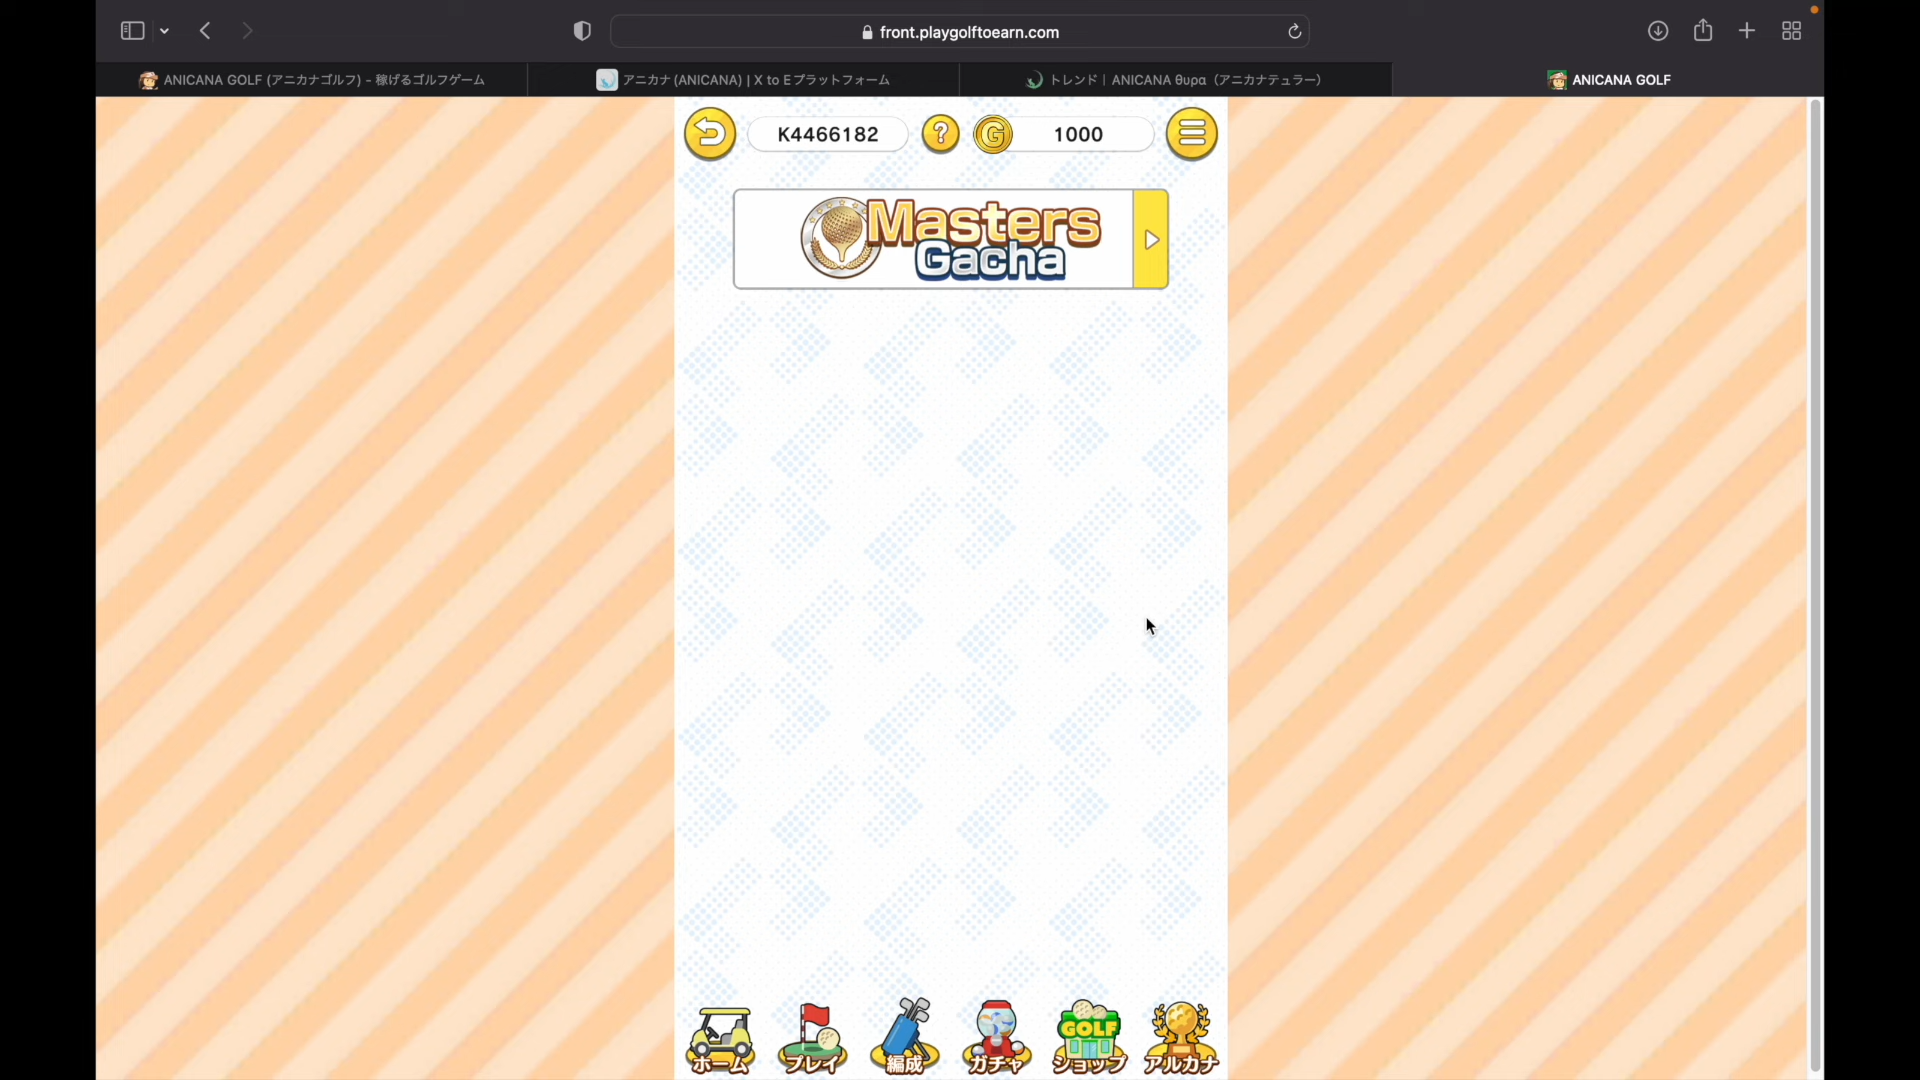 front.playgolftoearn.com
ANICANA GOLF (アニカナゴルフ) - 稼げるゴルフゲーム
アニカナ (ANICANA) | X to E プラットフォーム
トレンド | ANICANA θυρα（アニカナテュラー）
ANICANA GOLF
K4466182
?
G
1000
Masters
Gacha
GOLF
ホーム
プレイ
編成
ガチャ
ショップ
アルカナ